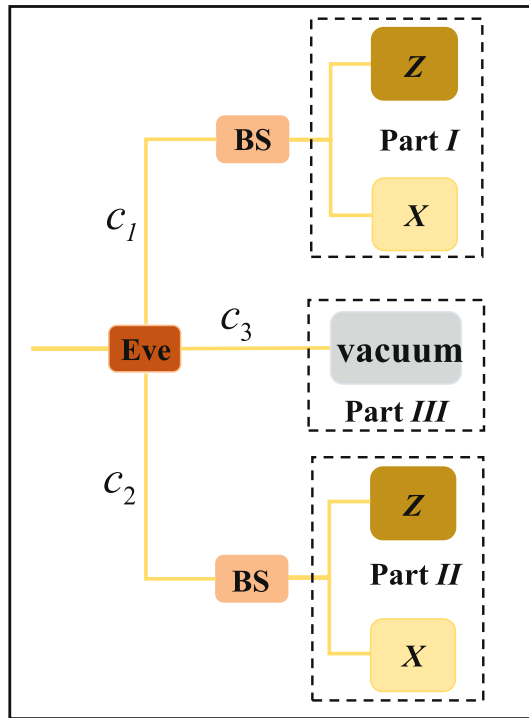 Z
BS
Part I
X
c1
Eve
c3
vacuum
Part III
c2
Z
BS
Part II
X